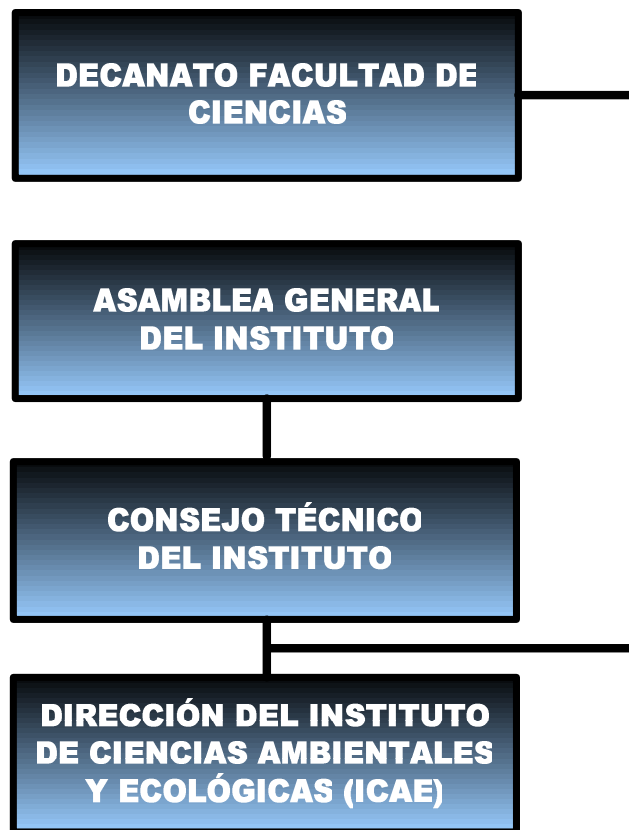 DECANATO FACULTAD DE
CIENCIAS
ASAMBLEA GENERAL
DEL INSTITUTO
CONSEJO TÉCNICO
DEL INSTITUTO
DIRECCIÓN DEL INSTITUTO
DE CIENCIAS AMBIENTALES
Y ECOLÓGICAS (ICAE)